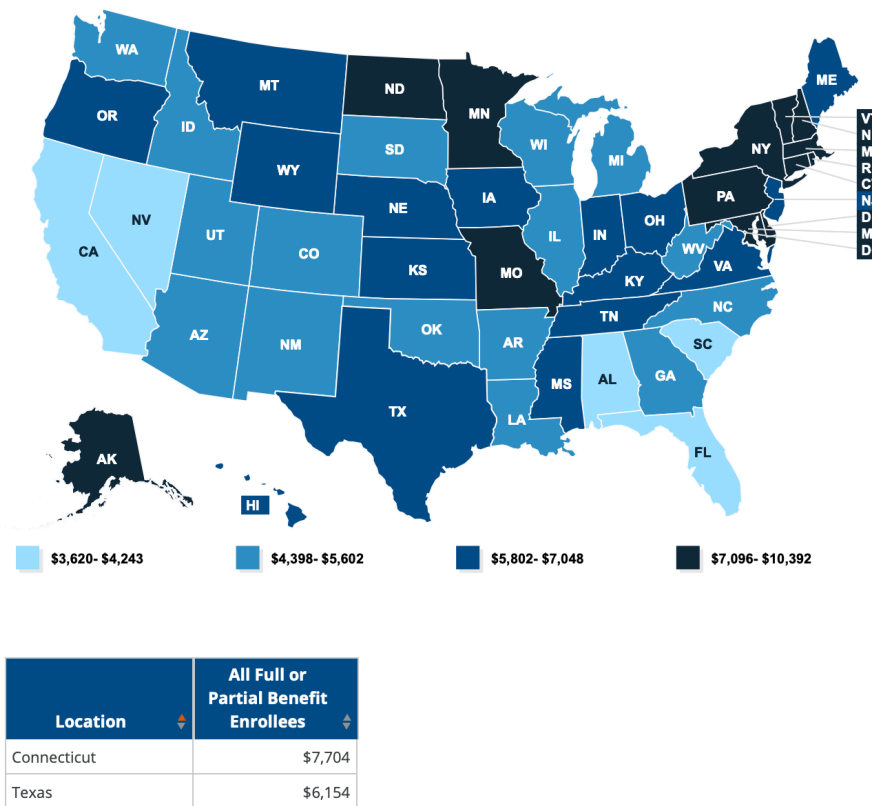 WA
MT
ND
MN
ME
OR
ID
SD
WI
MI
NY
WY
PA
NE
IA
NV
UT
CO
IL
IN
OH
WV
CA
KS
MO
KY
VA
AZ
NM
OK
AR
TN
NC
TX
MS
AL
GA
SC
LA
FL
AK
HI
$3,620- $4,243
$4,398- $5,602
$5,802- $7,048
$7,096- $10,392
Location
All Full or
Partial Benefit
Enrollees
Connecticut $7,704
Texas $6,154